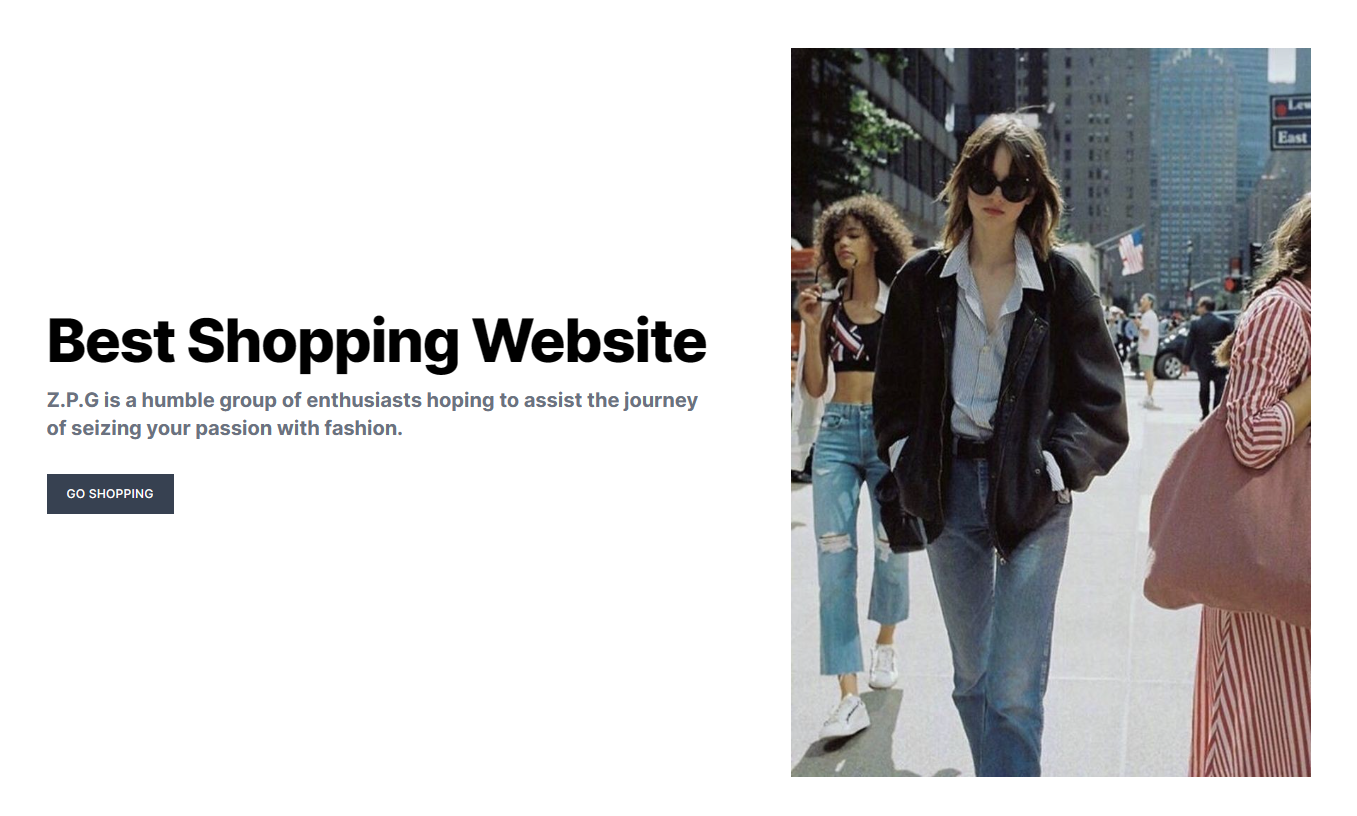 Best Shopping Website
Z.P.G is a humble group of enthusiasts hoping to assist the journey
of seizing your passion with fashion.
GO SHOPPING
Lew
East